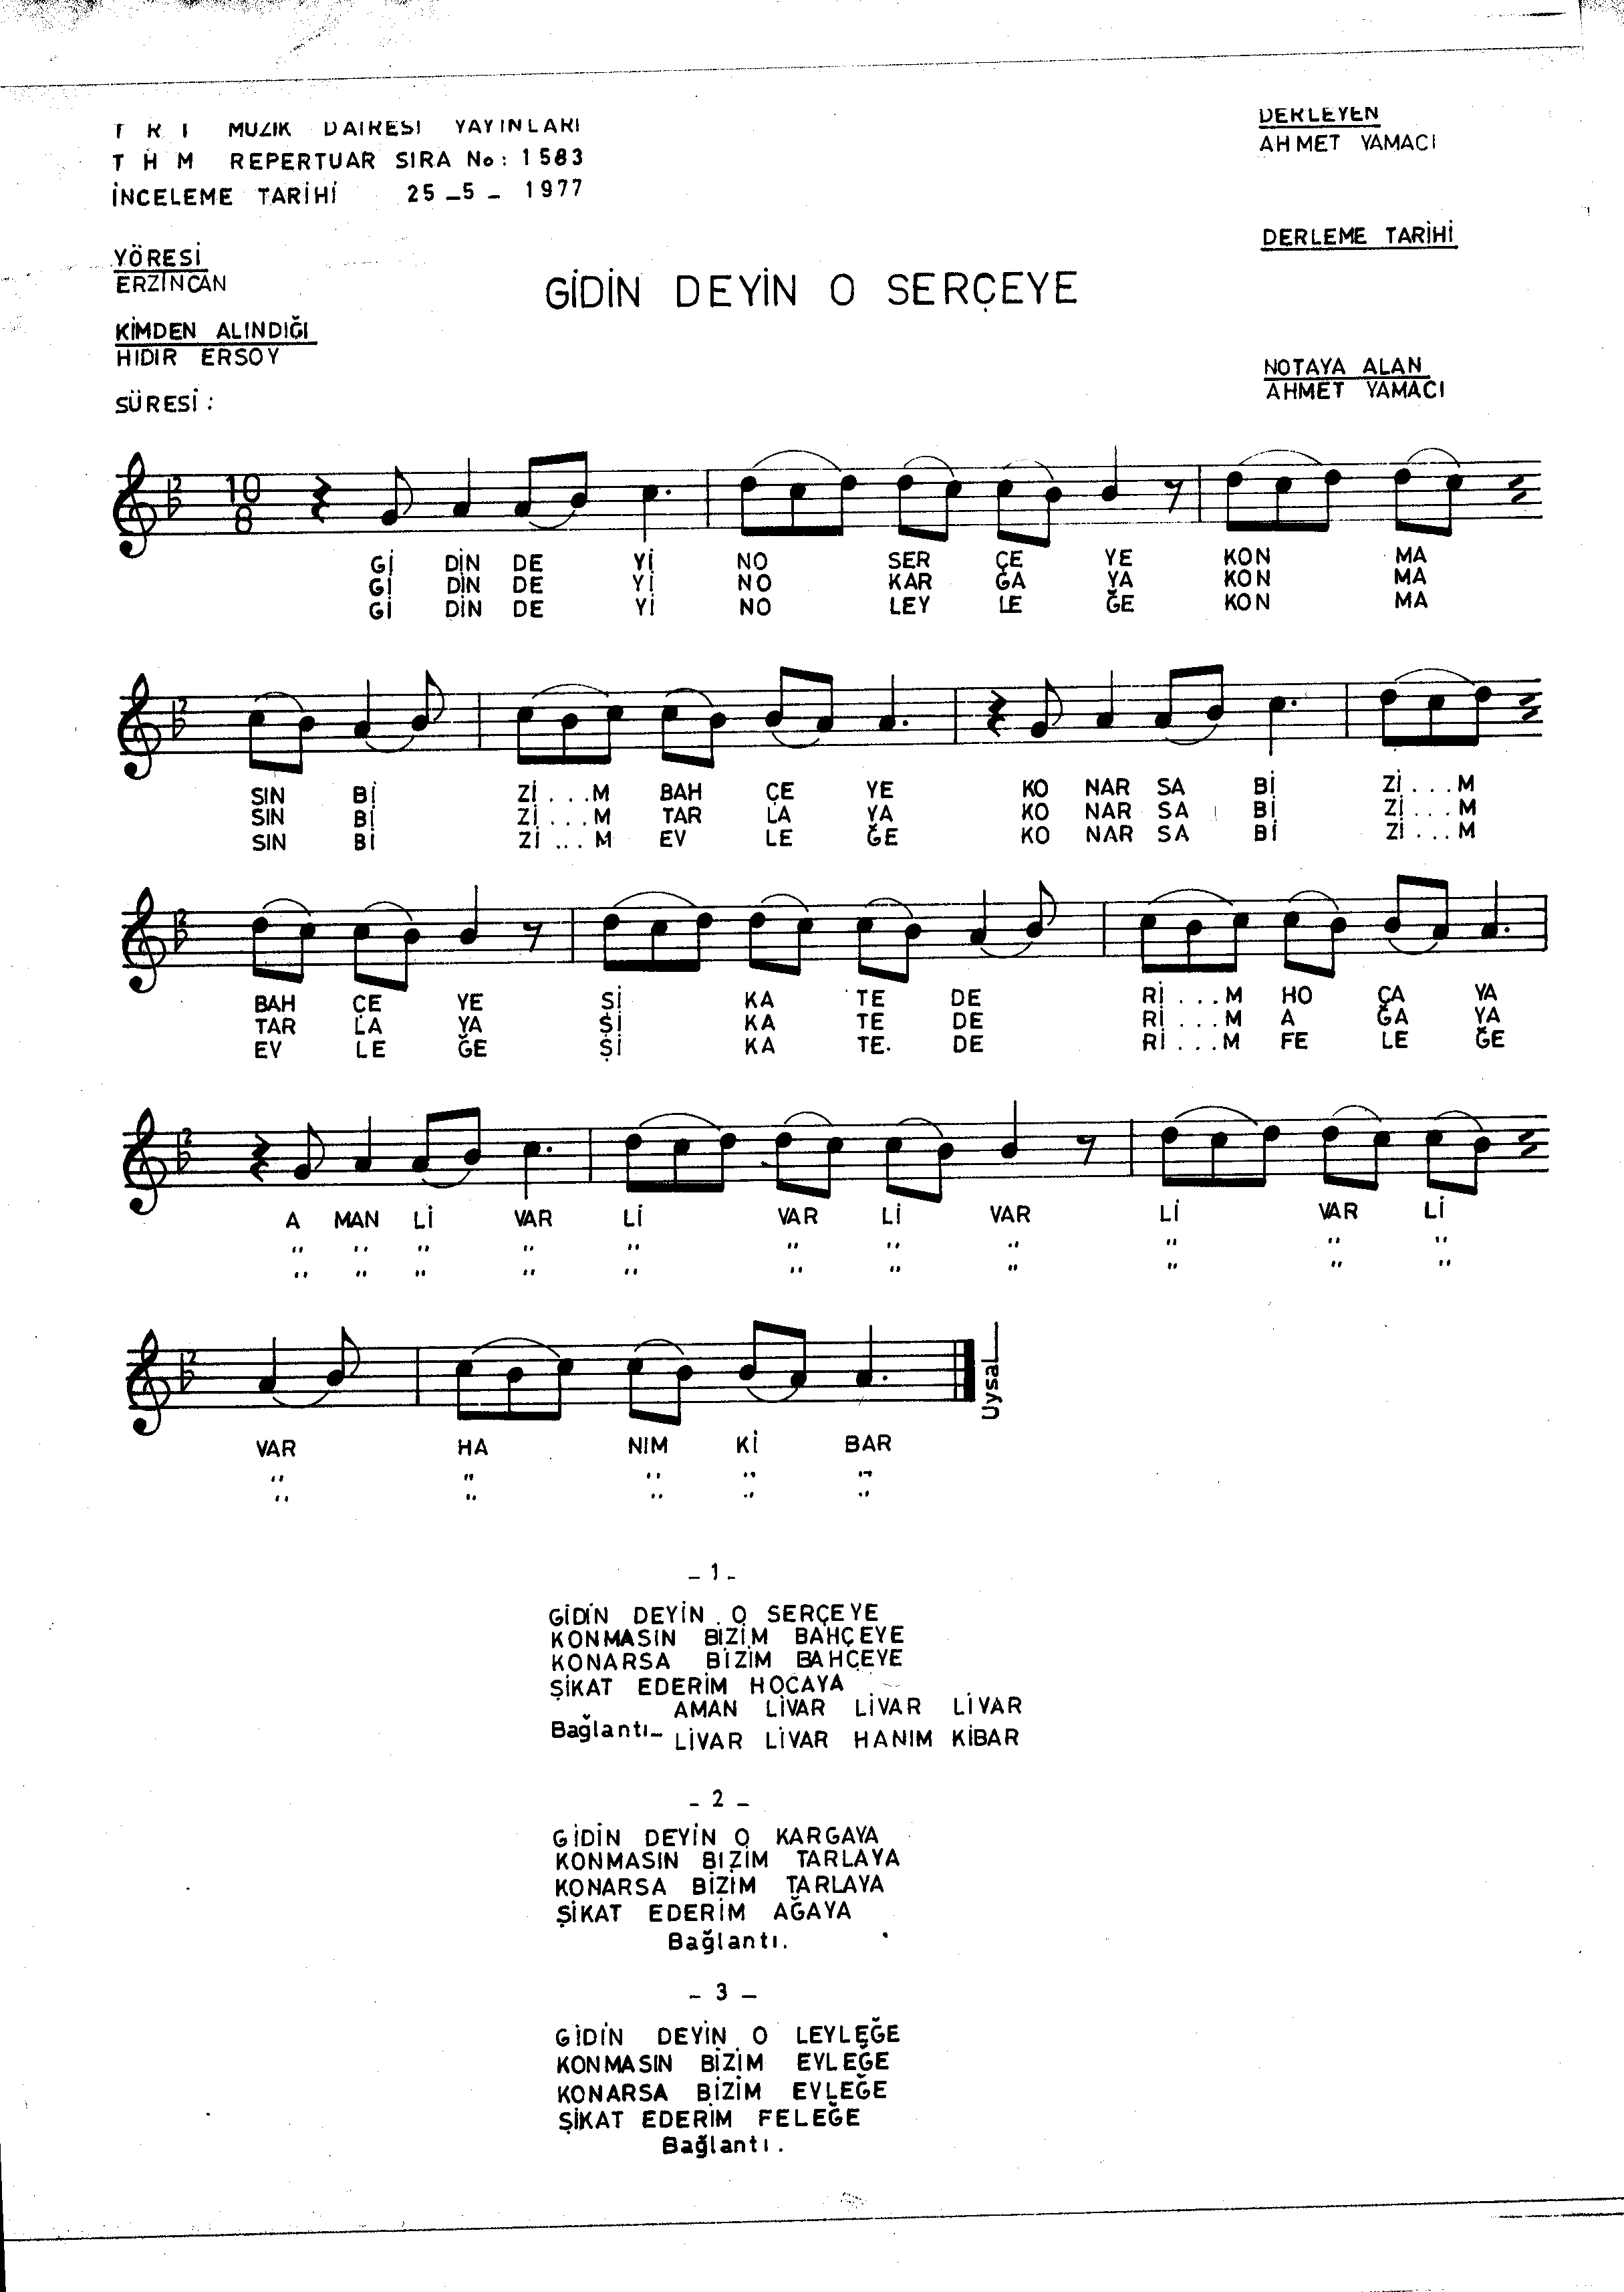 TRT MUZIK DAIRESI YAYINLARI
THM REPERTUAR SIRA No: 1583
İNCELEME TARİHİ 25_5_1977
DERLEYEN
AHMET YAMACI
DERLEME TARİHİ
YÖRESİ
ERZİNCAN
GİDİN DEYİN O SERÇEYE
KİMDEN ALINDIĞI
HIDIR ERSOY
NOTAYA ALAN
AHMET YAMACI
SÜRESİ:
10
8
Gİ DİN DE Yİ NO SER ÇE YE KON MA
Gİ DİN DE Yİ NO KAR ĞA YA KON MA
Gİ DİN DE Yİ NO LEY LE ĞE KON MA
2
SIN Bİ Zİ...M BAH ÇE YE KO NAR SA Bİ Zİ...M
SIN Bİ Zİ...M TAR LA YA KO NAR SA Bİ Zİ...M
SIN Bİ Zİ...M EV LE ĞE KO NAR SA Bİ Zİ...M
2
BAH ÇE YE Şİ KA TE DE Rİ...M HO ÇA YA
TAR LA YA Şİ KA TE DE Rİ...M A ĞA YA
EV LE ĞE Şİ KA TE. DE Rİ...M FE LE ĞE
2
A MAN Lİ VAR Lİ VAR Lİ VAR Lİ VAR Lİ
" " " " " " " " " " "
" " " " " " " " " " "
2
Uysal
VAR HA NIM Kİ BAR
" " " " "
" " " " "
_1_
GİDİN DEYİN O SERÇEYE
KONMASIN BİZİM BAHÇEYE
KONARSA BİZİM BAHÇEYE
ŞİKAT EDERİM HOCAYA
AMAN LİVAR LİVAR LİVAR
Bağlantı_ LİVAR LİVAR HANIM KİBAR
_2_
GİDİN DEYİN O KARGAYA
KONMASIN BİZİM TARLAYA
KONARSA BİZİM TARLAYA
ŞİKAT EDERİM AĞAYA
Bağlantı.
_3_
GİDİN DEYİN O LEYLEĞE
KONMASIN BİZİM EVLEĞE
KONARSA BİZİM EVLEĞE
ŞİKAT EDERİM FELEĞE
Bağlantı.